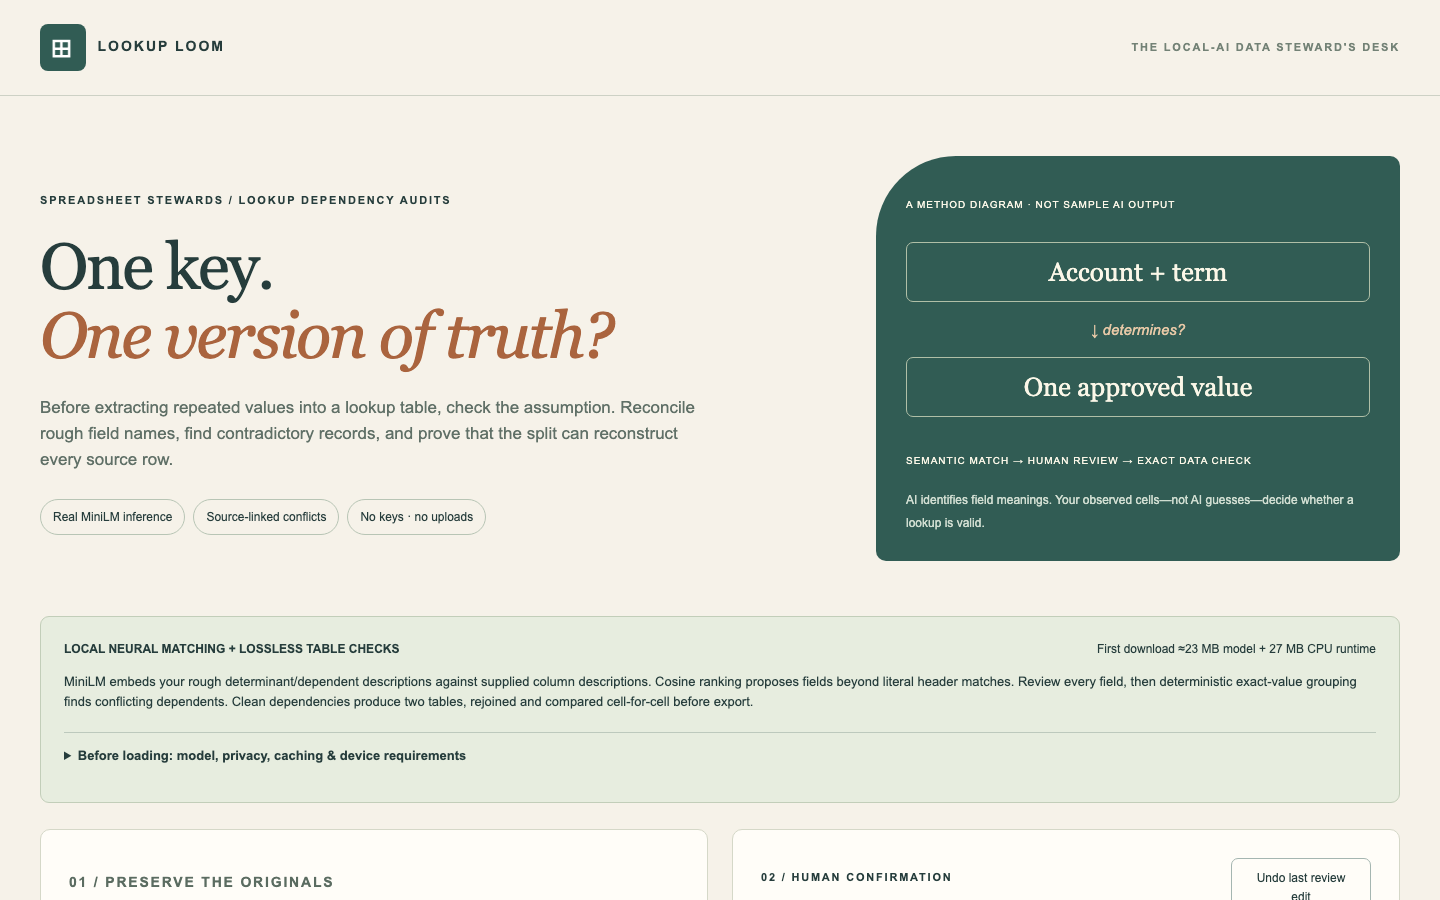 LOOKUP LOOM
THE LOCAL-AI DATA STEWARD'S DESK
SPREADSHEET STEWARDS / LOOKUP DEPENDENCY AUDITS
One key.
One version of truth?
Before extracting repeated values into a lookup table, check the assumption. Reconcile
rough field names, find contradictory records, and prove that the split can reconstruct
every source row.
Real MiniLM inference
Source-linked conflicts
No keys · no uploads
A METHOD DIAGRAM · NOT SAMPLE AI OUTPUT
Account + term
↓ determines?
One approved value
SEMANTIC MATCH → HUMAN REVIEW → EXACT DATA CHECK
AI identifies field meanings. Your observed cells—not AI guesses—decide whether a
lookup is valid.
LOCAL NEURAL MATCHING + LOSSLESS TABLE CHECKS
First download ≈23 MB model + 27 MB CPU runtime
MiniLM embeds your rough determinant/dependent descriptions against supplied column descriptions. Cosine ranking proposes fields beyond literal header matches. Review every field, then deterministic exact-value grouping
finds conflicting dependents. Clean dependencies produce two tables, rejoined and compared cell-for-cell before export.
▶ Before loading: model, privacy, caching & device requirements
01 / PRESERVE THE ORIGINALS
02 / HUMAN CONFIRMATION
Undo last review
edit